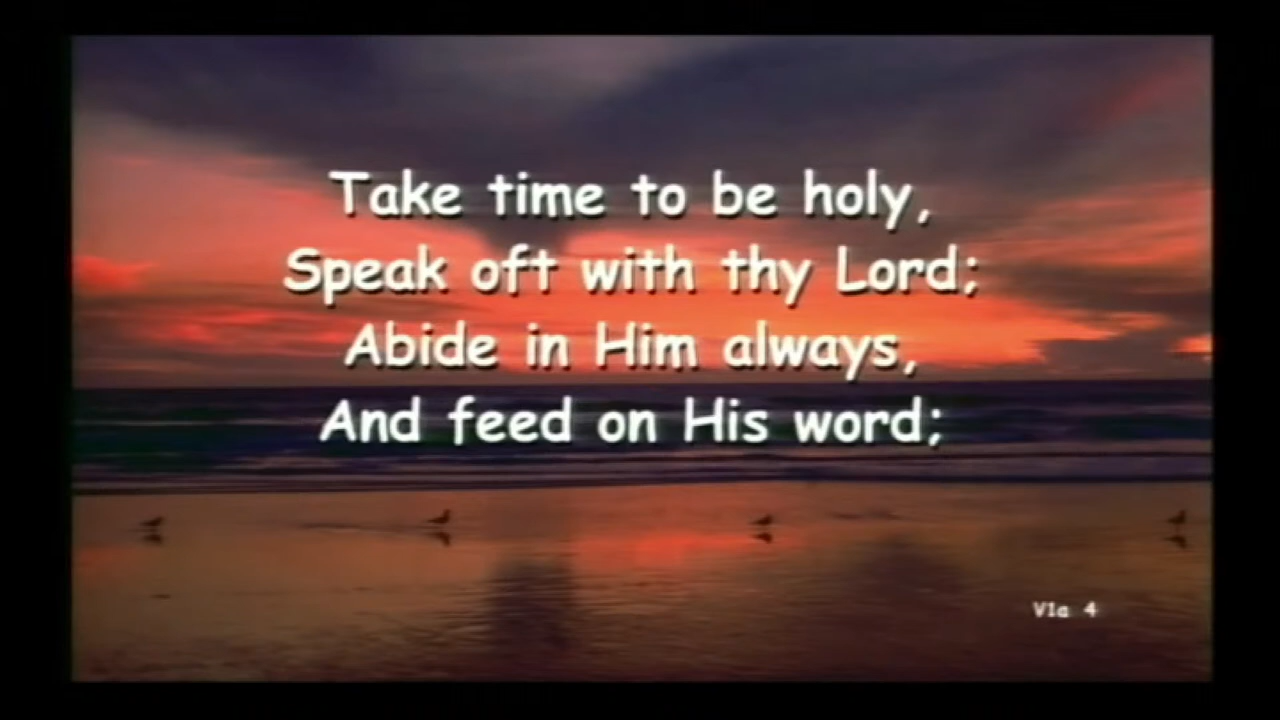 Take time to be holy,
Speak oft with thy Lord;
Abide in Him always,
And feed on His word;
V1a 4